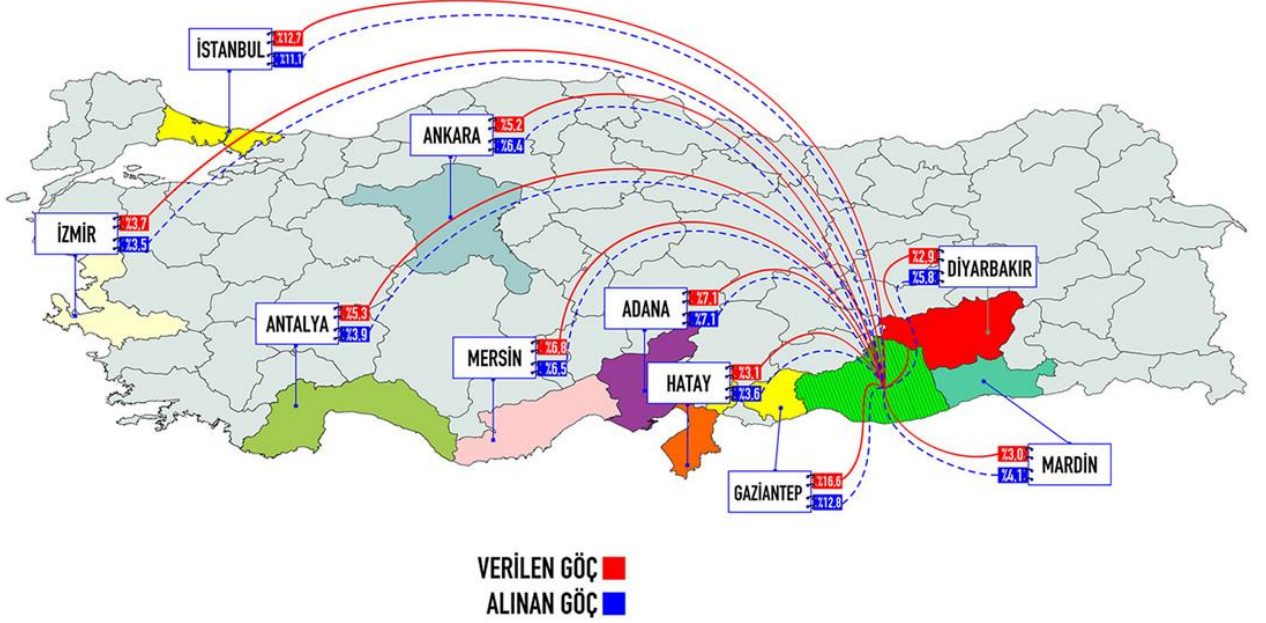 İSTANBUL
%12,7
%11,1
ANKARA
%5,2
%6,4
İZMİR
%3,7
%3,5
DİYARBAKIR
%2,9
%5,8
ANTALYA
%5,3
%3,9
ADANA
%7,1
%7,1
MERSİN
%6,8
%6,5
HATAY
%3,1
%3,6
GAZİANTEP
%16,6
%12,8
MARDİN
%3,0
%4,1
VERİLEN GÖÇ
ALINAN GÖÇ